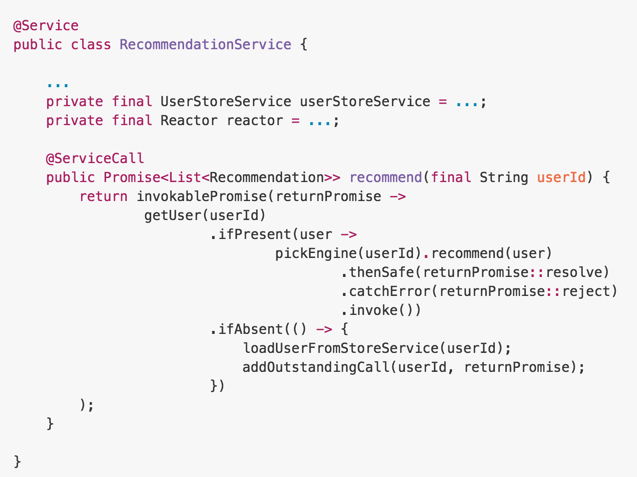 @Service
public class RecommendationService {

    ...
    private final UserStoreService userStoreService = ...;
    private final Reactor reactor = ...;

    @ServiceCall
    public Promise<List<Recommendation>> recommend(final String userId) {
        return invokablePromise(returnPromise ->
                getUser(userId)
                        .ifPresent(user ->
                                pickEngine(userId).recommend(user)
                                        .thenSafe(returnPromise::resolve)
                                        .catchError(returnPromise::reject)
                                        .invoke())
                        .ifAbsent(() -> {
                            loadUserFromStoreService(userId);
                            addOutstandingCall(userId, returnPromise);
                        })
        );
    }

}